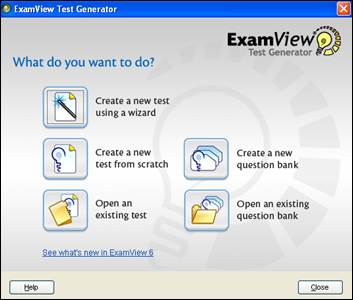 ExamView Test Generator
ExamView
Test Generator
What do you want to do?
Create a new test
using a wizard
Create a new
test from scratch
Create a new
question bank
Open an
existing test
Open an existing
question bank
See what's new in ExamView 6
Help
Close